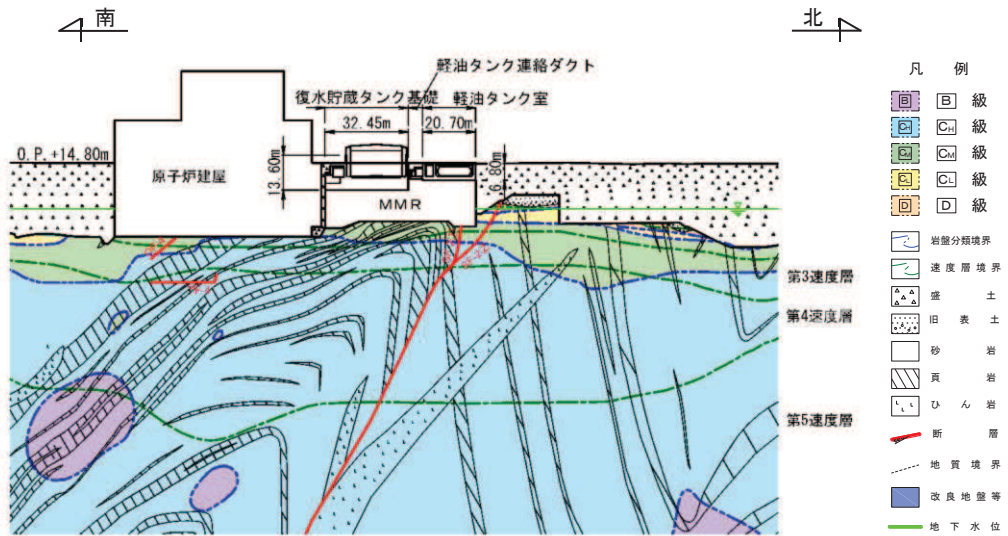 南
北
軽油タンク連絡ダクト
復水貯蔵タンク基礎 軽油タンク室
32.45m 20.70m
O.P.+14.80m
13.60m
6.80m
原子炉建屋
MMR
第3速度層
第4速度層
第5速度層
凡 例
B B 級
CH CH 級
CM CM 級
CL CL 級
D D 級
岩盤分類境界
速度層境界
盛 土
旧 表 土
砂 岩
頁 岩
ひ ん 岩
断 層
地 質 境 界
改 良 地 盤 等
地 下 水 位